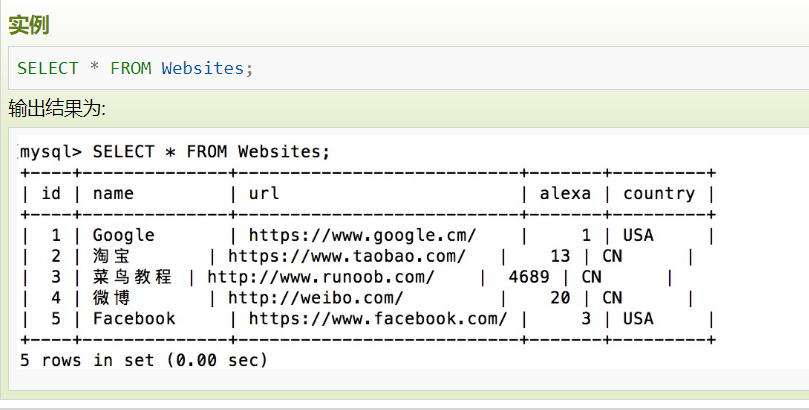 实例
SELECT * FROM Websites;
输出结果为:
mysql> SELECT * FROM Websites;
+----+--------------+---------------------------+-------+---------+
| id | name         | url                       | alexa | country |
+----+--------------+---------------------------+-------+---------+
|  1 | Google       | https://www.google.cm/    |     1 | USA     |
|  2 | 淘宝       | https://www.taobao.com/   |    13 | CN      |
|  3 | 菜鸟教程 | http://www.runoob.com/    |  4689 | CN      |
|  4 | 微博       | http://weibo.com/         |    20 | CN      |
|  5 | Facebook     | https://www.facebook.com/ |     3 | USA     |
+----+--------------+---------------------------+-------+---------+
5 rows in set (0.00 sec)